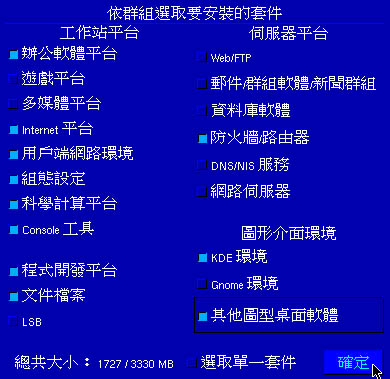 依群組選取要安裝的套件
工作站平台
辦公軟體平台
遊戲平台
多媒體平台
Internet 平台
用戶端網路環境
組態設定
科學計算平台
Console 工具
程式開發平台
文件檔案
LSB
伺服器平台
Web/FTP
郵件/群組軟體/新聞群組
資料庫軟體
防火牆/路由器
DNS/NIS 服務
網路伺服器
圖形介面環境
KDE 環境
Gnome 環境
其他圖型桌面軟體
總共大小： 1727 / 3330 MB
選取單一套件
確定